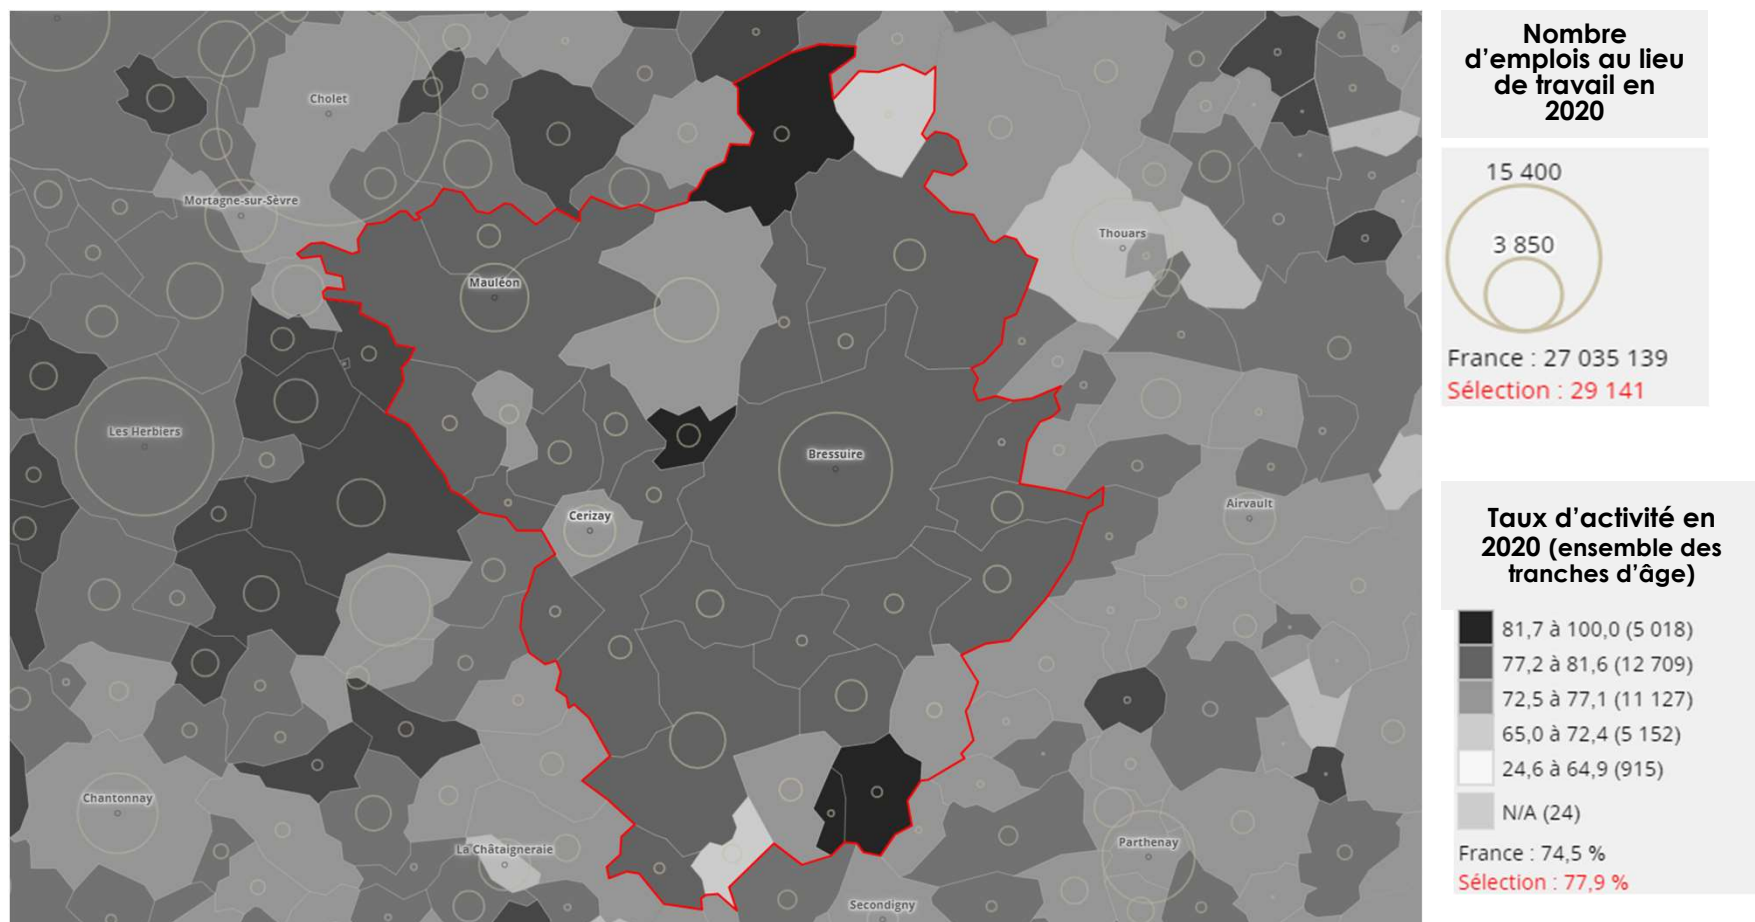 Cholet
Mortagne-sur-Sèvre
Thouars
Mauléon
Les Herbiers
Bressuire
Cerizay
Airvault
Chantonnay
La Châtaigneraie
Parthenay
Secondigny
Nombre
d'emplois au lieu
de travail en
2020
15 400
3 850
France : 27 035 139
Sélection : 29 141
Taux d'activité en
2020 (ensemble des
tranches d'âge)
81,7 à 100,0 (5 018)
77,2 à 81,6 (12 709)
72,5 à 77,1 (11 127)
65,0 à 72,4 (5 152)
24,6 à 64,9 (915)
N/A (24)
France : 74,5 %
Sélection : 77,9 %